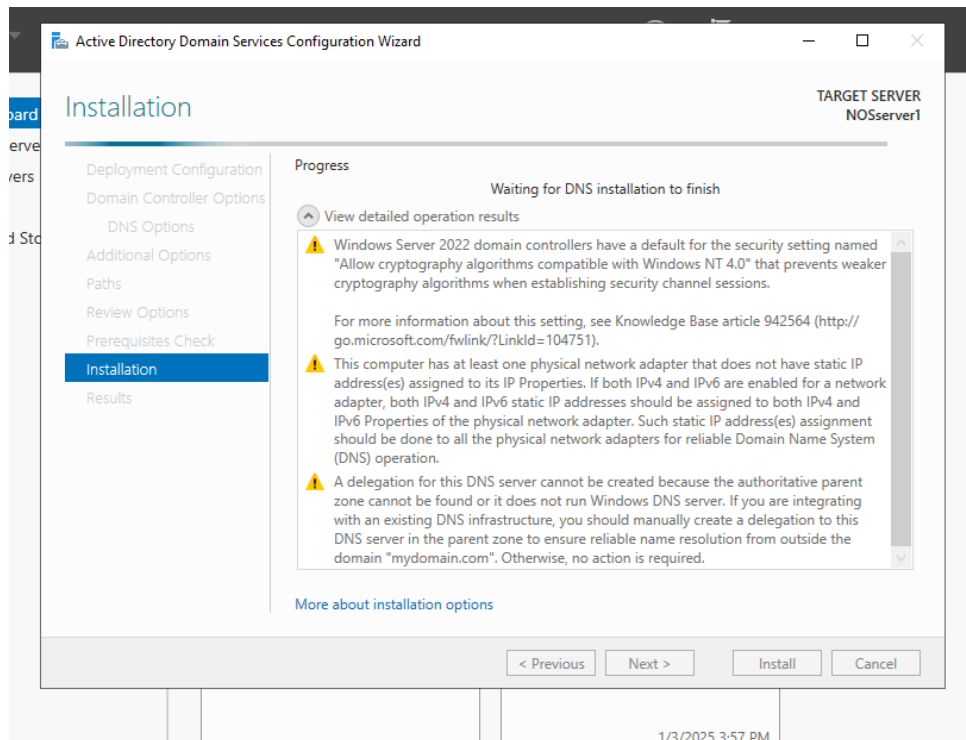 Active Directory Domain Services Configuration Wizard
Installation
TARGET SERVER
NOSserver1
Deployment Configuration
Domain Controller Options
DNS Options
Additional Options
Paths
Review Options
Prerequisites Check
Installation
Results
Progress
Waiting for DNS installation to finish
View detailed operation results
Windows Server 2022 domain controllers have a default for the security setting named
"Allow cryptography algorithms compatible with Windows NT 4.0" that prevents weaker
cryptography algorithms when establishing security channel sessions.
For more information about this setting, see Knowledge Base article 942564 (http://
go.microsoft.com/fwlink/?LinkId=104751).
This computer has at least one physical network adapter that does not have static IP
address(es) assigned to its IP Properties. If both IPv4 and IPv6 are enabled for a network
adapter, both IPv4 and IPv6 static IP addresses should be assigned to both IPv4 and
IPv6 Properties of the physical network adapter. Such static IP address(es) assignment
should be done to all the physical network adapters for reliable Domain Name System
(DNS) operation.
A delegation for this DNS server cannot be created because the authoritative parent
zone cannot be found or it does not run Windows DNS server. If you are integrating
with an existing DNS infrastructure, you should manually create a delegation to this
DNS server in the parent zone to ensure reliable name resolution from outside the
domain "mydomain.com". Otherwise, no action is required.
More about installation options
< Previous
Next >
Install
Cancel
1/3/2025 3:57 PM